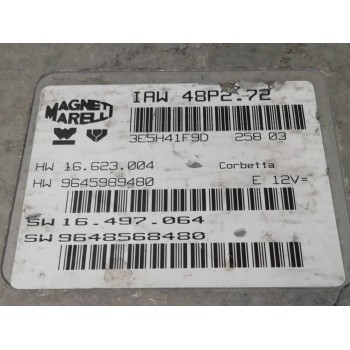 MAGNETI
MARELLI
IAW 48P2.72
3E5H41F9D 258 03
HW 16.623.004 Corbetta
HW 9645989480 E 12V=
SW 16.497.064
SW 9648568480